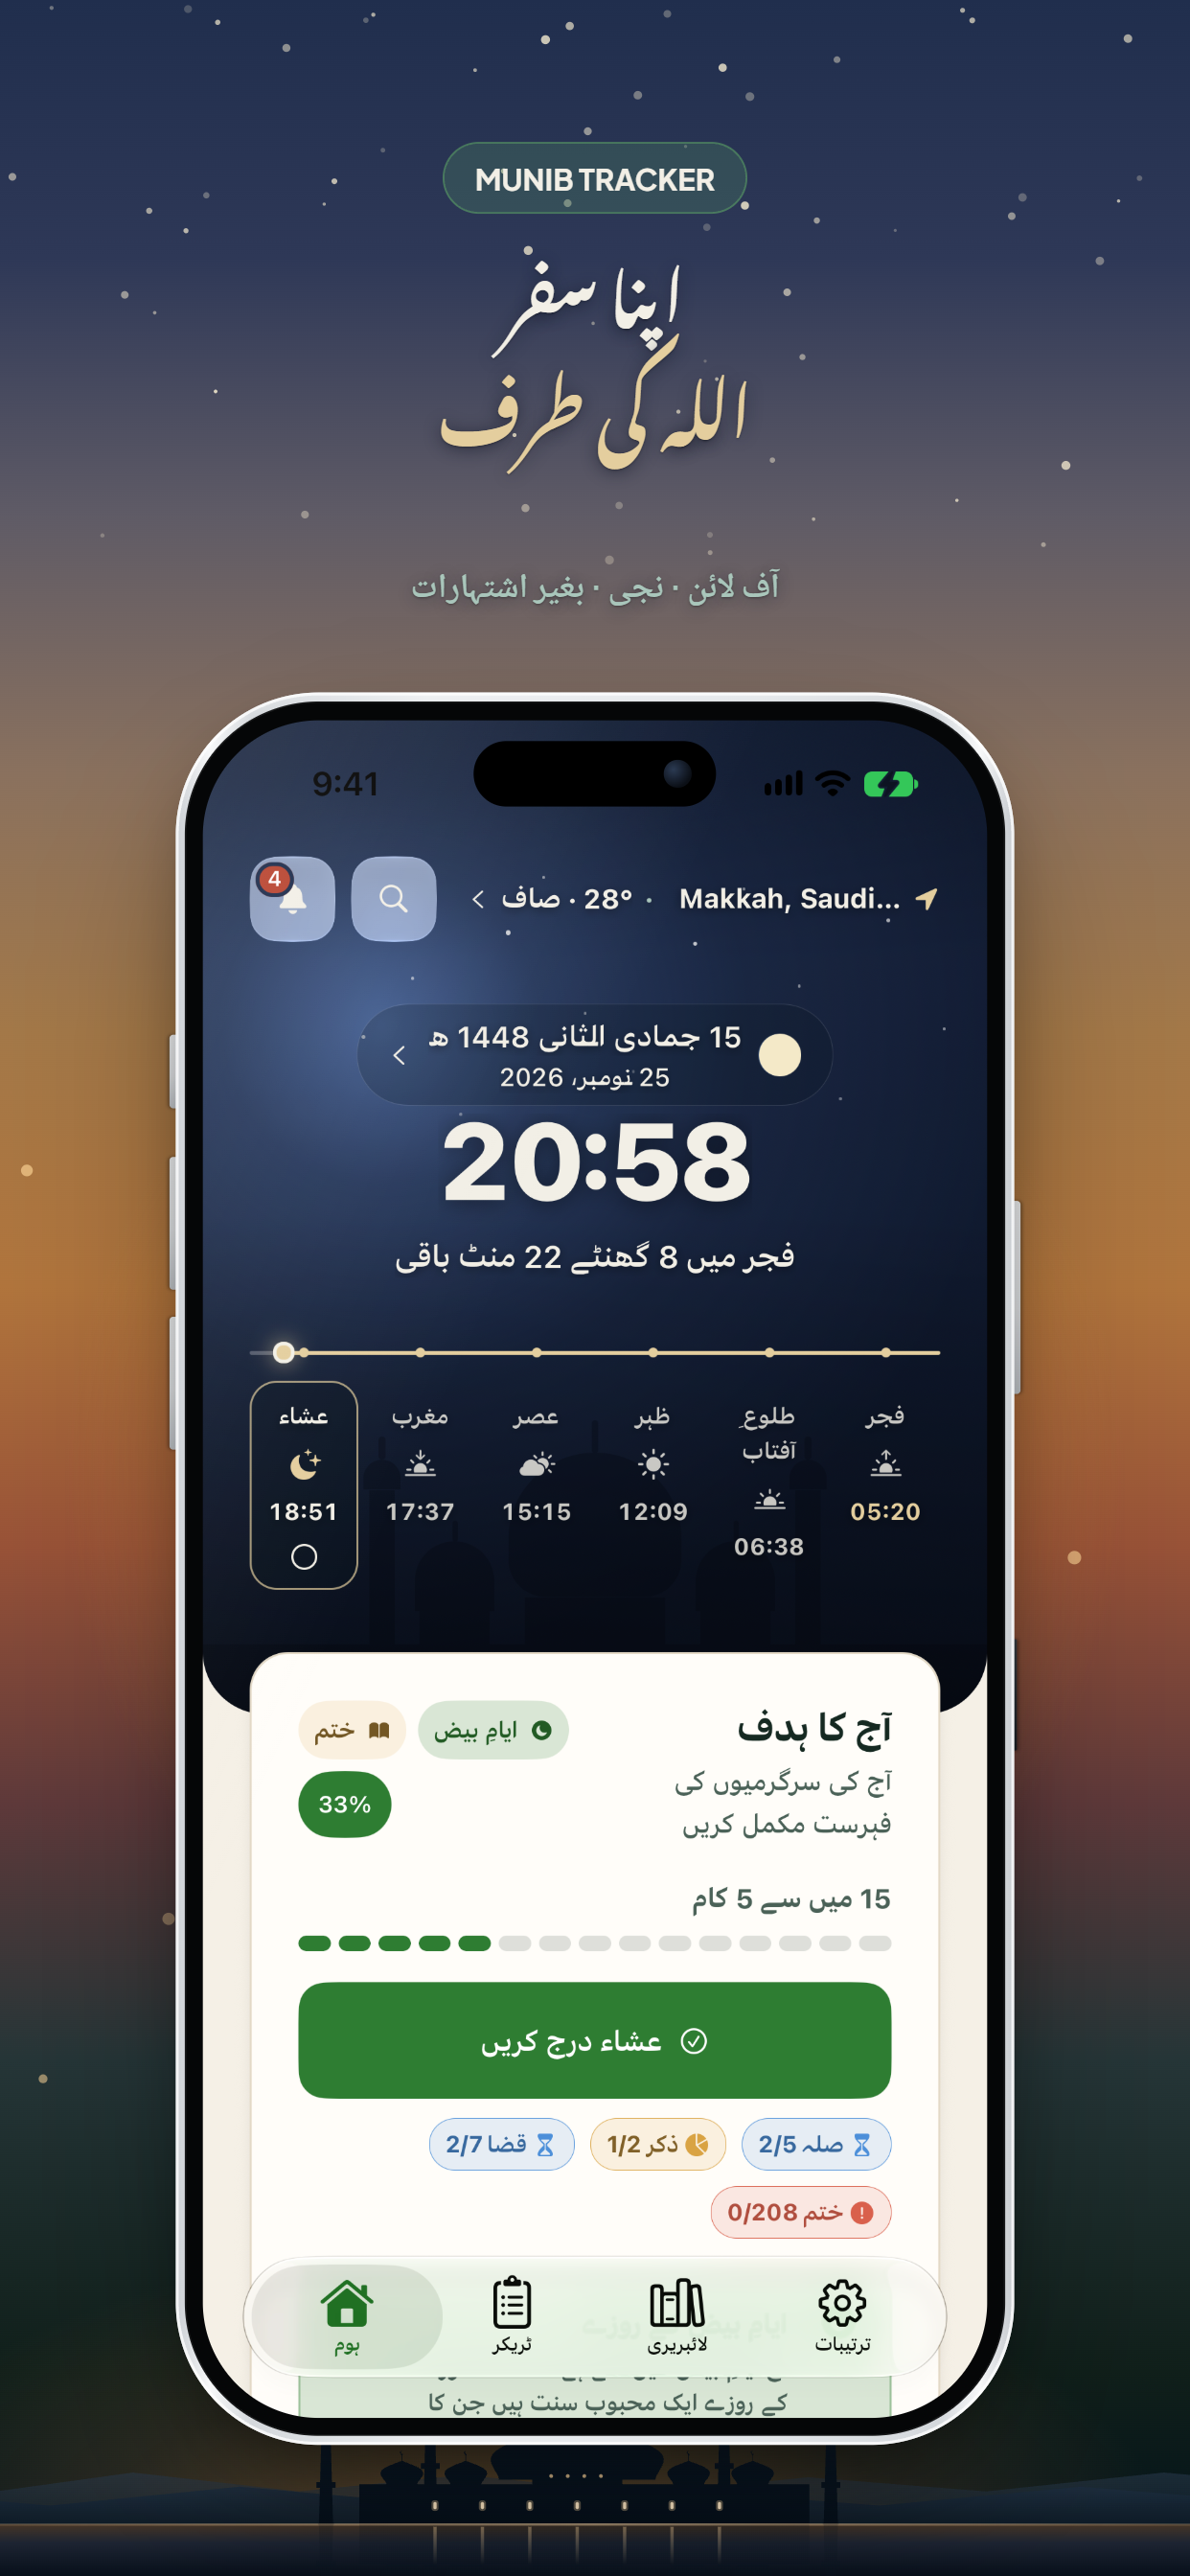 MUNIB TRACKER
اپنا سفر
اللہ کی طرف
آف لائن · نجی · بغیر اشتہارات
9:41
Makkah, Saudi... · 28° · صاف
4
15 جمادی الثانی 1448 ھ
25 نومبر، 2026
20:58
فجر میں 8 گھنٹے 22 منٹ باقی
فجر
05:20
طلوعِ آفتاب
06:38
ظہر
12:09
عصر
15:15
مغرب
17:37
عشاء
18:51
آج کا ہدف
ایامِ بیض
ختم
آج کی سرگرمیوں کی
فہرست مکمل کریں
33%
15 میں سے 5 کام
عشاء درج کریں
صلہ 2/5
ذکر 1/2
قضا 2/7
ختم 0/208
ایامِ بیض روزے
ترتیبات
لائبریری
ٹریکر
ہوم
کے روزے ایک محبوب سنت ہیں جن کا